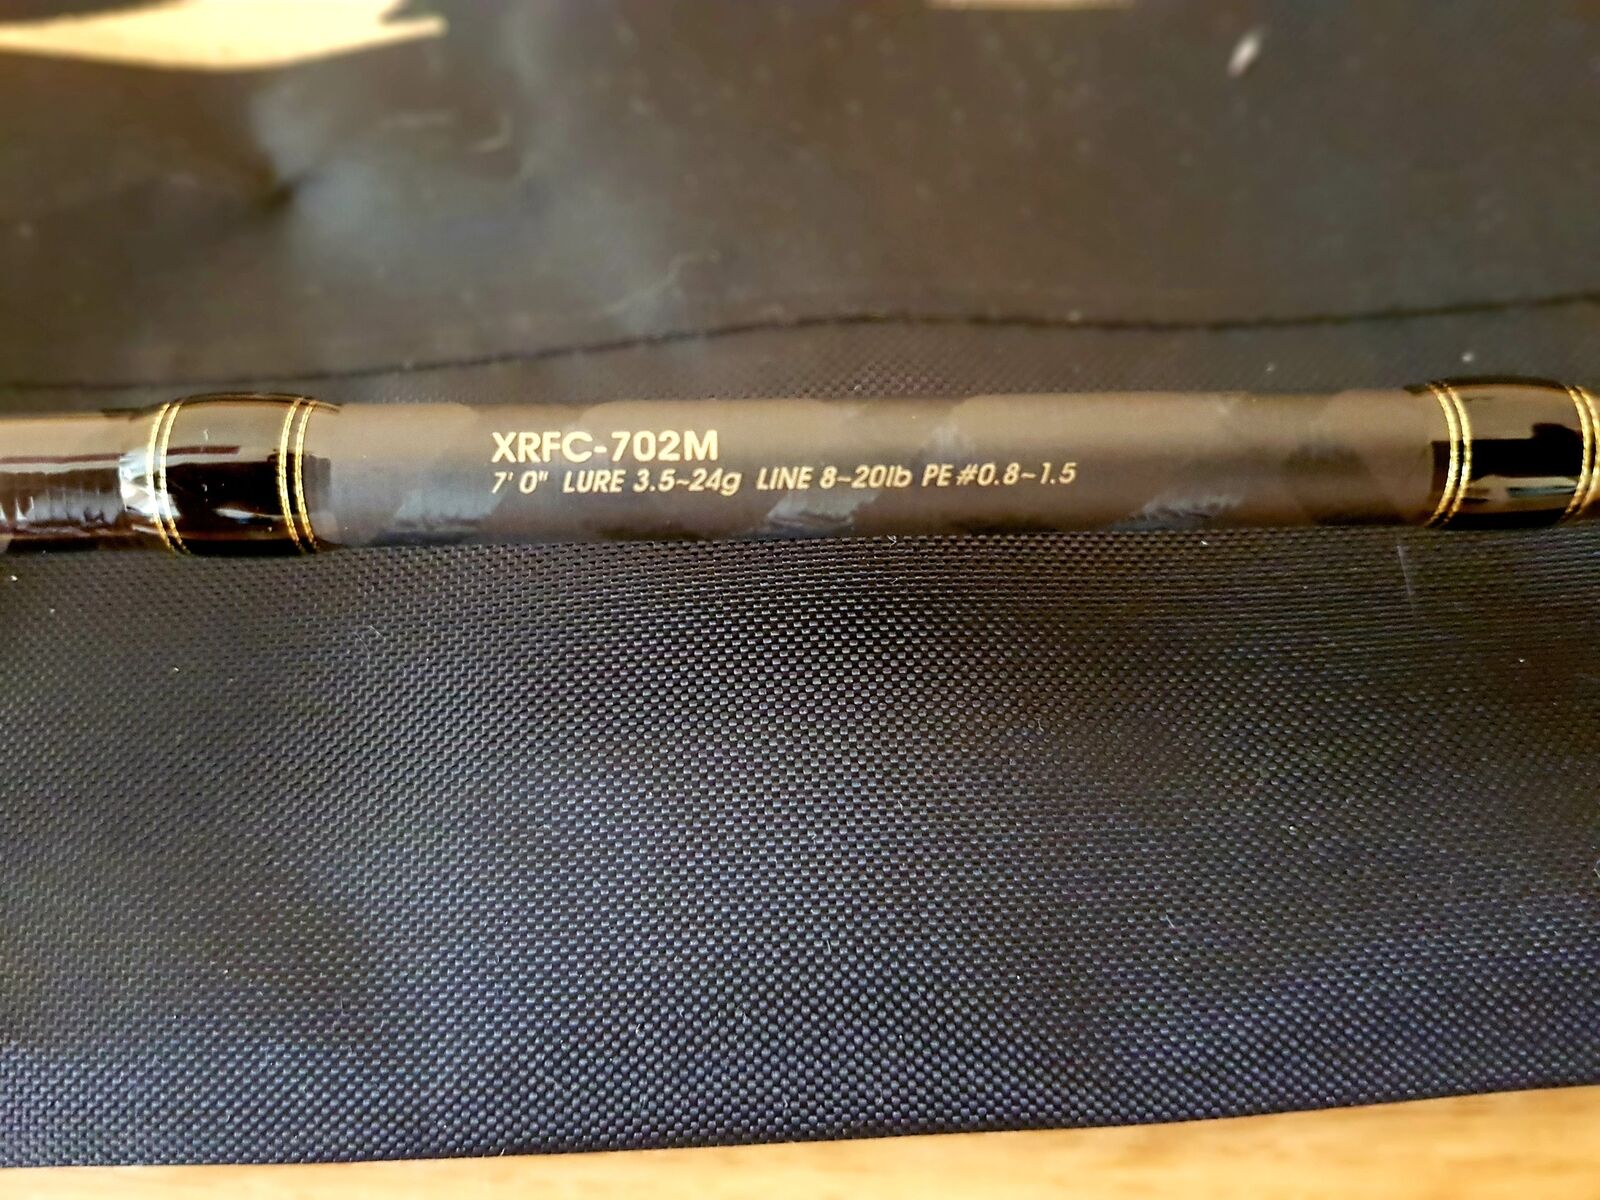 XRFC-702M
7' 0" LURE 3.5~24g LINE 8~20lb PE #0.8~1.5